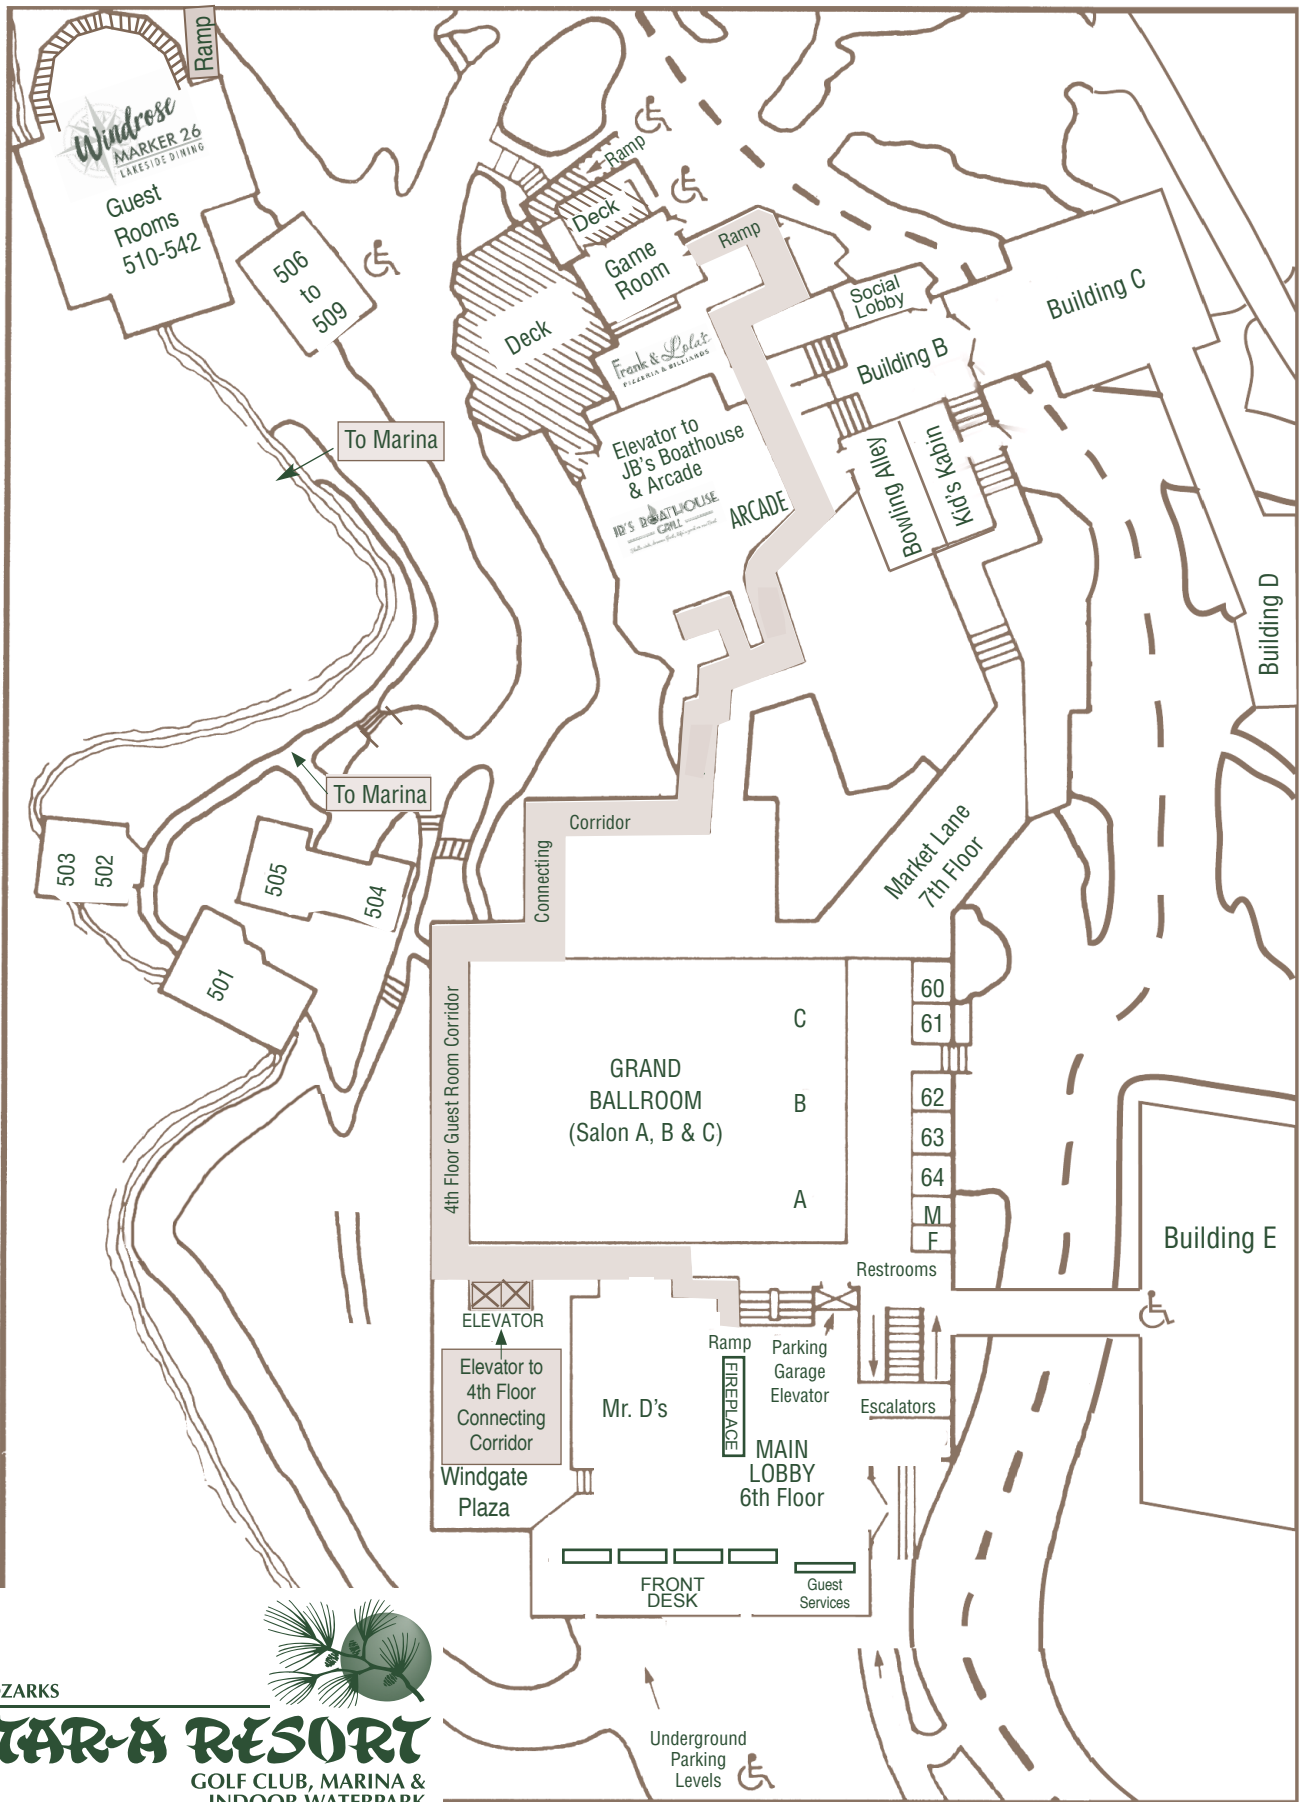 Ramp
Windrose
MARKER 26
LAKESIDE DINING
Guest
Rooms
510-542
506
to
509
Ramp
Deck
Game
Room
Ramp
Deck
Frank & Lola's
PIZZERIA & BILLIARDS
Social
Lobby
Building B
Building C
To Marina
Elevator to
JB's Boathouse
& Arcade
JB'S BOATHOUSE
GRILL
ARCADE
Bowling Alley
Kid's Kabin
Building D
To Marina
Corridor
Connecting
Market Lane
7th Floor
503
502
505
504
501
4th Floor Guest Room Corridor
GRAND
BALLROOM
(Salon A, B & C)
C
B
A
60
61
62
63
64
M
F
Restrooms
Building E
ELEVATOR
Elevator to
4th Floor
Connecting
Corridor
Windgate
Plaza
Mr. D's
Ramp
FIREPLACE
Parking
Garage
Elevator
Escalators
MAIN
LOBBY
6th Floor
FRONT
DESK
Guest
Services
Underground
Parking
Levels
ZARKS
TAR-A RESORT
GOLF CLUB, MARINA &
INDOOR WATERPARK